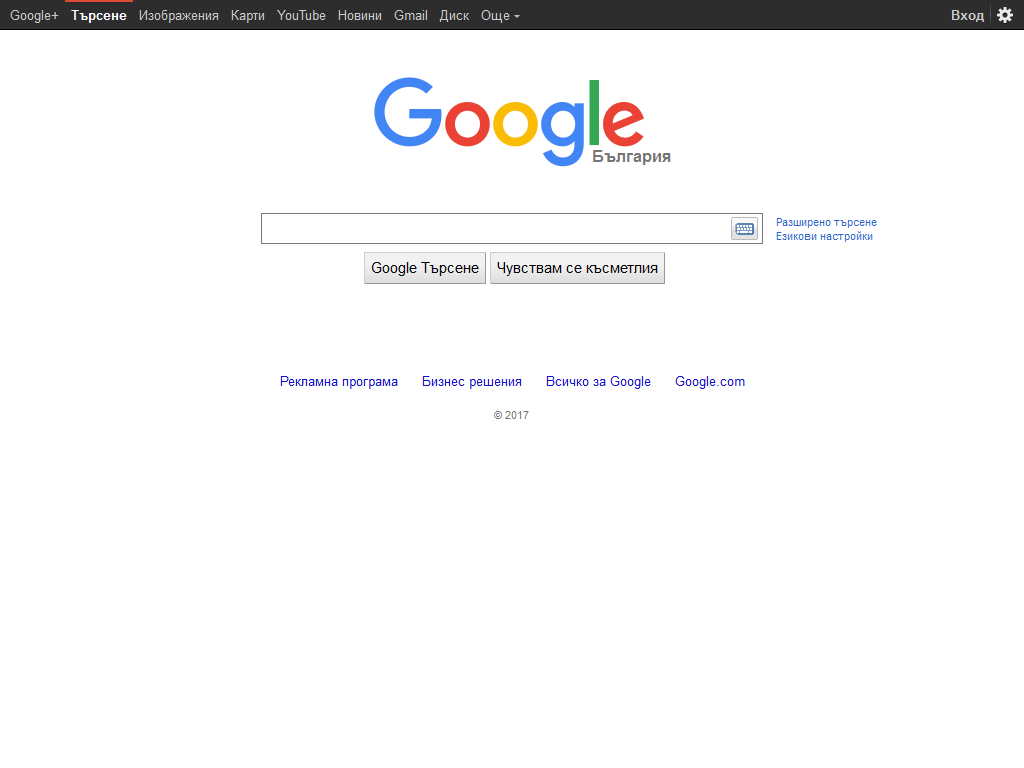 Google+ Търсене Изображения Карти YouTube Новини Gmail Диск Още Вход
Google
България
Разширено търсене
Езикови настройки
Google Търсене Чувствам се късметлия
Рекламна програма Бизнес решения Всичко за Google Google.com
© 2017